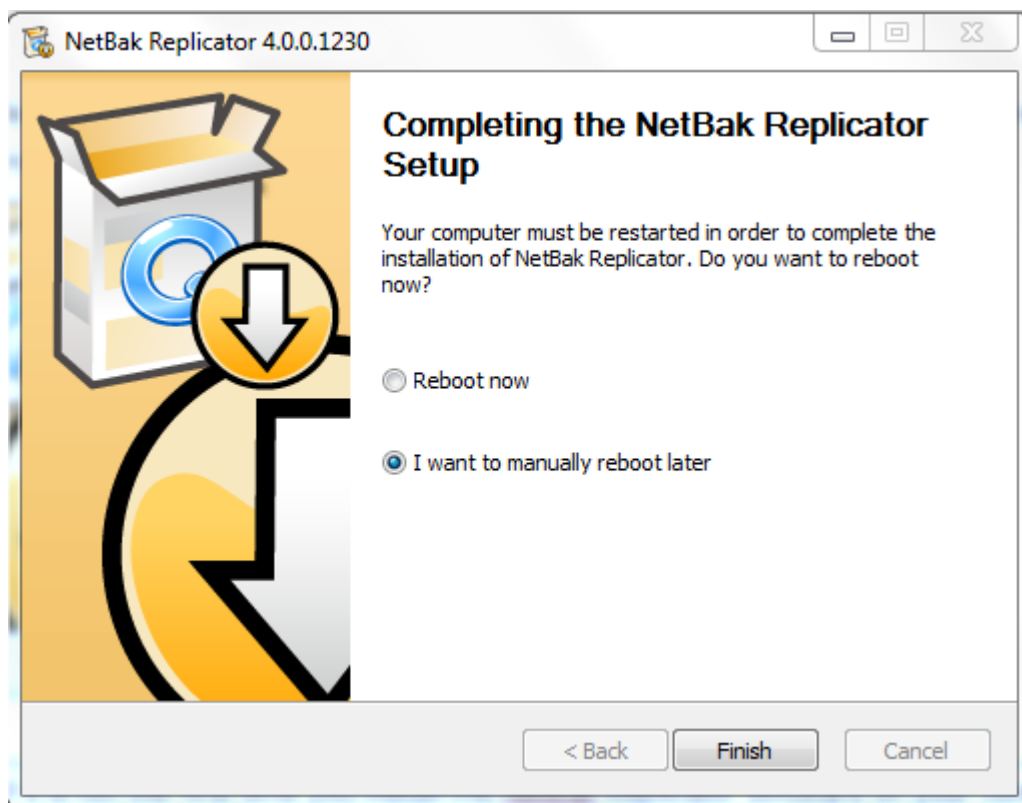 NetBak Replicator 4.0.0.1230
Completing the NetBak Replicator
Setup
Your computer must be restarted in order to complete the
installation of NetBak Replicator. Do you want to reboot
now?
Reboot now
I want to manually reboot later
< Back Finish Cancel